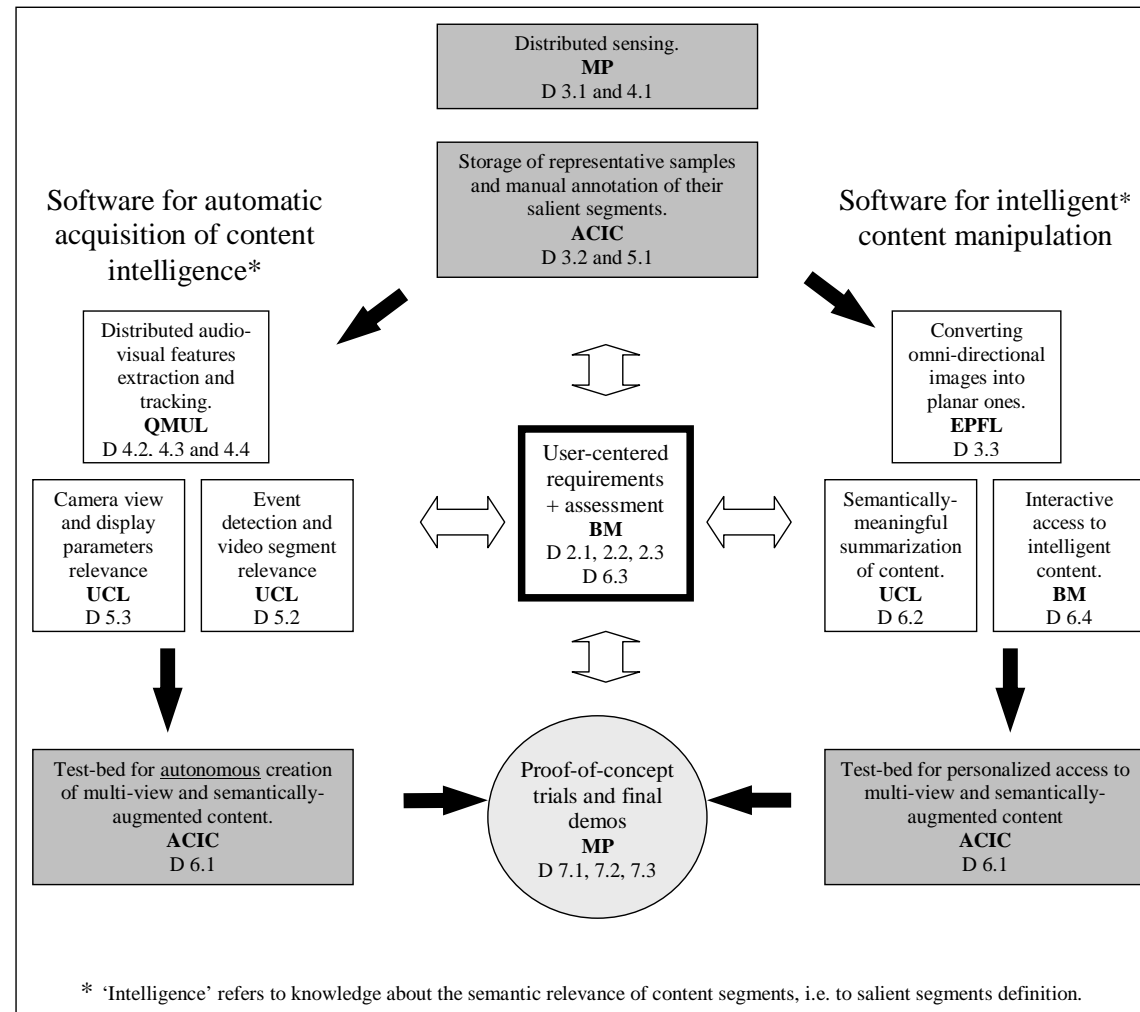 Distributed sensing.
MP
D 3.1 and 4.1
Storage of representative samples
and manual annotation of their
salient segments.
ACIC
D 3.2 and 5.1
Software for automatic
acquisition of content
intelligence*
Software for intelligent*
content manipulation
Distributed audio-
visual features
extraction and
tracking.
QMUL
D 4.2, 4.3 and 4.4
Converting
omni-directional
images into
planar ones.
EPFL
D 3.3
Camera view
and display
parameters
relevance
UCL
D 5.3
Event
detection and
video segment
relevance
UCL
D 5.2
User-centered
requirements
+ assessment
BM
D 2.1, 2.2, 2.3
D 6.3
Semantically-
meaningful
summarization
of content.
UCL
D 6.2
Interactive
access to
intelligent
content.
BM
D 6.4
Test-bed for autonomous creation
of multi-view and semantically-
augmented content.
ACIC
D 6.1
Proof-of-concept
trials and final
demos
MP
D 7.1, 7.2, 7.3
Test-bed for personalized access to
multi-view and semantically-
augmented content
ACIC
D 6.1
* ‘Intelligence’ refers to knowledge about the semantic relevance of content segments, i.e. to salient segments definition.